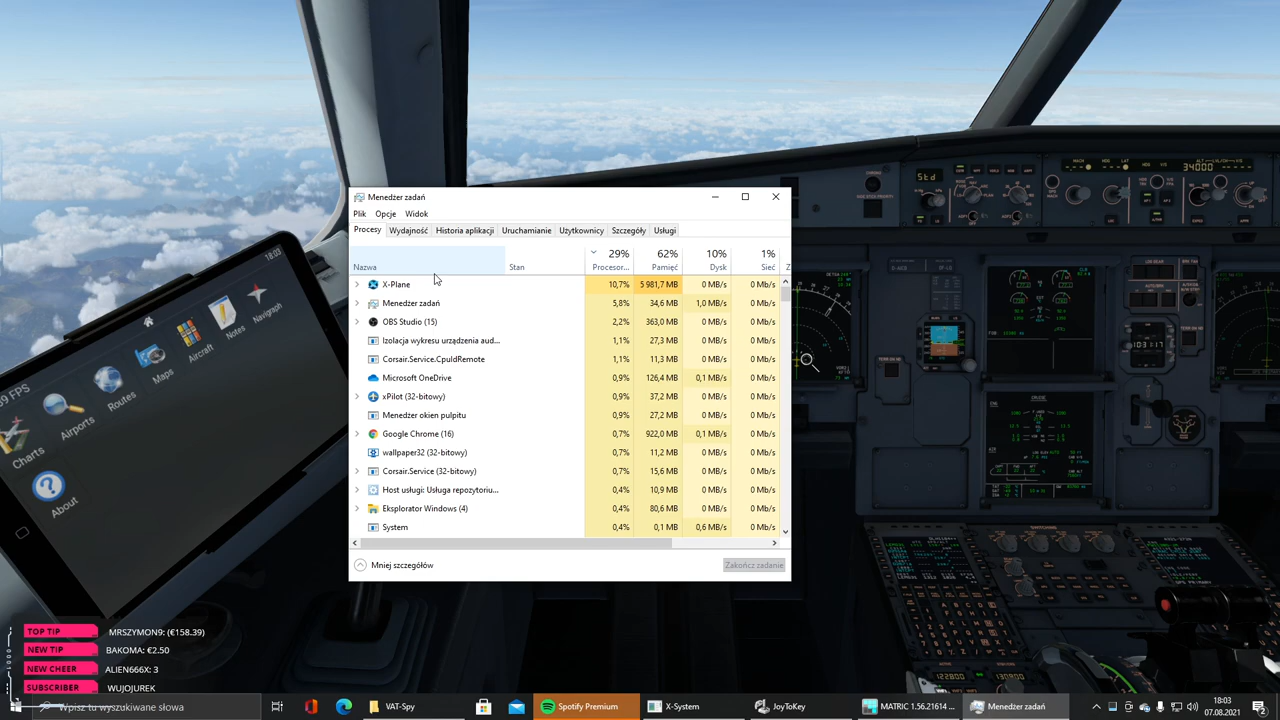 Menedżer zadań
Plik Opcje Widok
Procesy Wydajność Historia aplikacji Uruchamianie Użytkownicy Szczegóły Usługi
29% 62% 10% 1%
Nazwa Stan Procesor... Pamięć Dysk Sieć Z
X-Plane 10,7% 5 981,7 MB 0 MB/s 0 Mb/s
Menedżer zadań 5,8% 34,6 MB 1,0 MB/s 0 Mb/s
OBS Studio (15) 2,2% 363,0 MB 0 MB/s 0 Mb/s
Izolacja wykresu urządzenia aud... 1,1% 27,3 MB 0 MB/s 0 Mb/s
Corsair.Service.CpuIdRemote 1,1% 11,3 MB 0 MB/s 0 Mb/s
Microsoft OneDrive 0,9% 126,4 MB 0,1 MB/s 0 Mb/s
xPilot (32-bitowy) 0,9% 37,2 MB 0 MB/s 0 Mb/s
Menedżer okien pulpitu 0,9% 27,2 MB 0 MB/s 0 Mb/s
Google Chrome (16) 0,7% 922,0 MB 0,1 MB/s 0 Mb/s
wallpaper32 (32-bitowy) 0,7% 11,2 MB 0 MB/s 0 Mb/s
Corsair.Service (32-bitowy) 0,7% 15,6 MB 0 MB/s 0 Mb/s
Host usługi: Usługa repozytoriu... 0,4% 10,9 MB 0 MB/s 0 Mb/s
Eksplorator Windows (4) 0,4% 80,6 MB 0 MB/s 0 Mb/s
System 0,4% 0,1 MB 0,6 MB/s 0 Mb/s
Mniej szczegółów Zakończ zadanie
18:03
FPS
Charts Airports Routes Maps Aircraft Notes Navigraph
About
Std
34000
TOP TIP MRSZYMON9: (€158.39)
NEW TIP BAKOMA: €2.50
NEW CHEER ALIEN666X: 3
SUBSCRIBER WUJOJUREK
Wpisz tu wyszukiwane słowa VAT-Spy Spotify Premium X-System JoyToKey MATRIC 1.56.21614 ... Menedżer zadań 18:03
07.08.2021